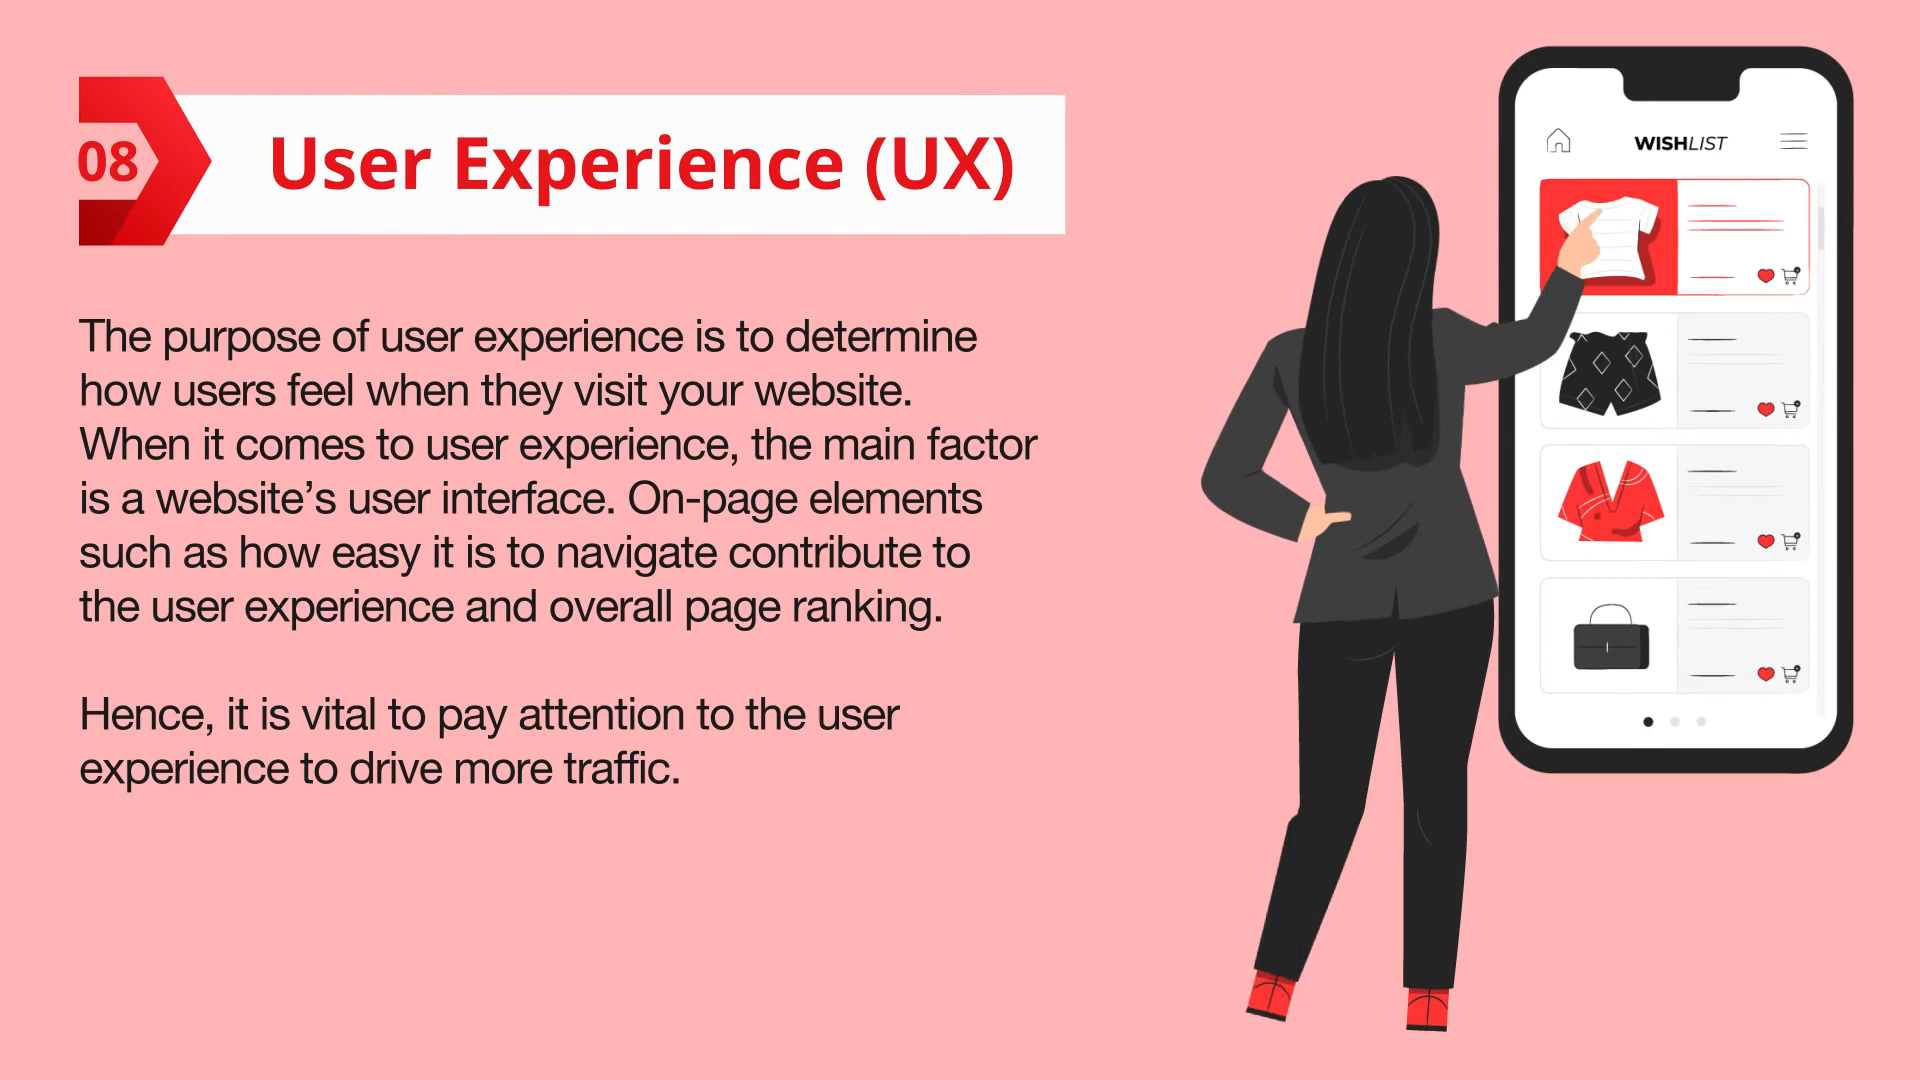 08
User Experience (UX)
The purpose of user experience is to determine
how users feel when they visit your website.
When it comes to user experience, the main factor
is a website’s user interface. On-page elements
such as how easy it is to navigate contribute to
the user experience and overall page ranking.
Hence, it is vital to pay attention to the user
experience to drive more traffic.
WISHLIST